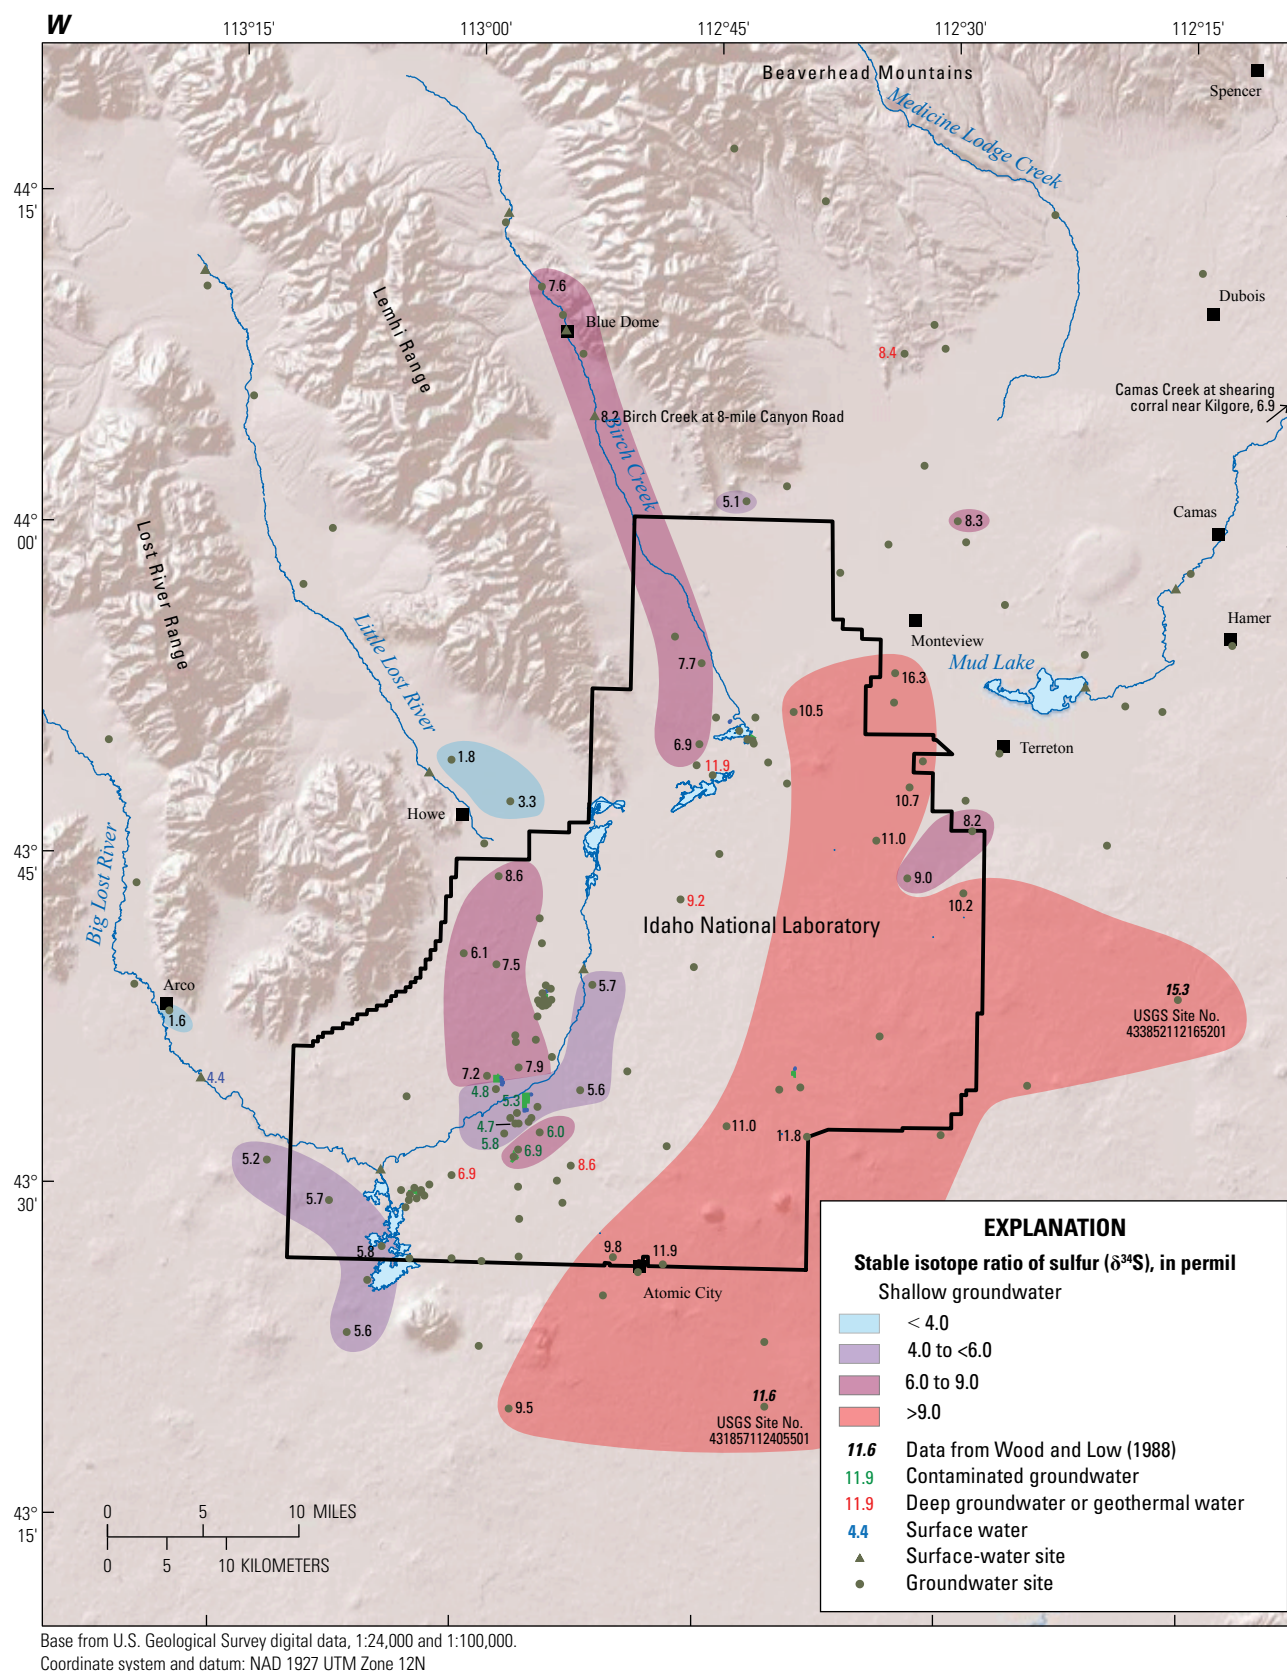 W
113°15'
113°00'
112°45'
112°30'
112°15'
Beaverhead Mountains
Spencer
Medicine Lodge Creek
44°
15'
Lemhi Range
7.6
Blue Dome
Dubois
8.4
Camas Creek at shearing
corral near Kilgore, 6.9
8.2 Birch Creek at 8-mile Canyon Road
Birch Creek
5.1
8.3
Camas
44°
00'
Lost River Range
Little Lost River
Monteview
Hamer
Mud Lake
7.7
16.3
10.5
6.9
11.9
Terreton
1.8
3.3
Howe
10.7
8.2
11.0
43°
45'
Big Lost River
8.6
9.0
9.2
10.2
Idaho National Laboratory
6.1
7.5
Arco
5.7
1.6
15.3
USGS Site No.
433852112165201
4.4
7.2
7.9
4.8
5.3
5.6
4.7
5.8
6.0
6.9
11.0
11.8
5.2
6.9
8.6
43°
30'
5.7
5.8
9.8
11.9
Atomic City
5.6
9.5
11.6
USGS Site No.
431857112405501
43°
15'
0 5 10 MILES
0 5 10 KILOMETERS
EXPLANATION
Stable isotope ratio of sulfur (δ³⁴S), in permil
Shallow groundwater
< 4.0
4.0 to <6.0
6.0 to 9.0
>9.0
11.6 Data from Wood and Low (1988)
11.9 Contaminated groundwater
11.9 Deep groundwater or geothermal water
4.4 Surface water
Surface-water site
Groundwater site
Base from U.S. Geological Survey digital data, 1:24,000 and 1:100,000.
Coordinate system and datum: NAD 1927 UTM Zone 12N